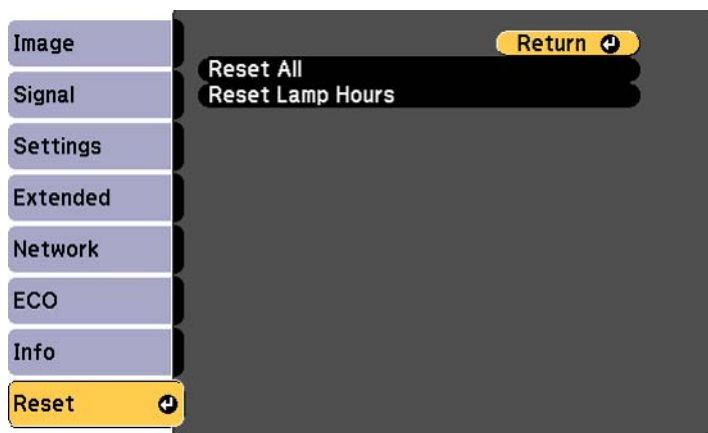 Image
Signal
Settings
Extended
Network
ECO
Info
Reset
Return
Reset All
Reset Lamp Hours